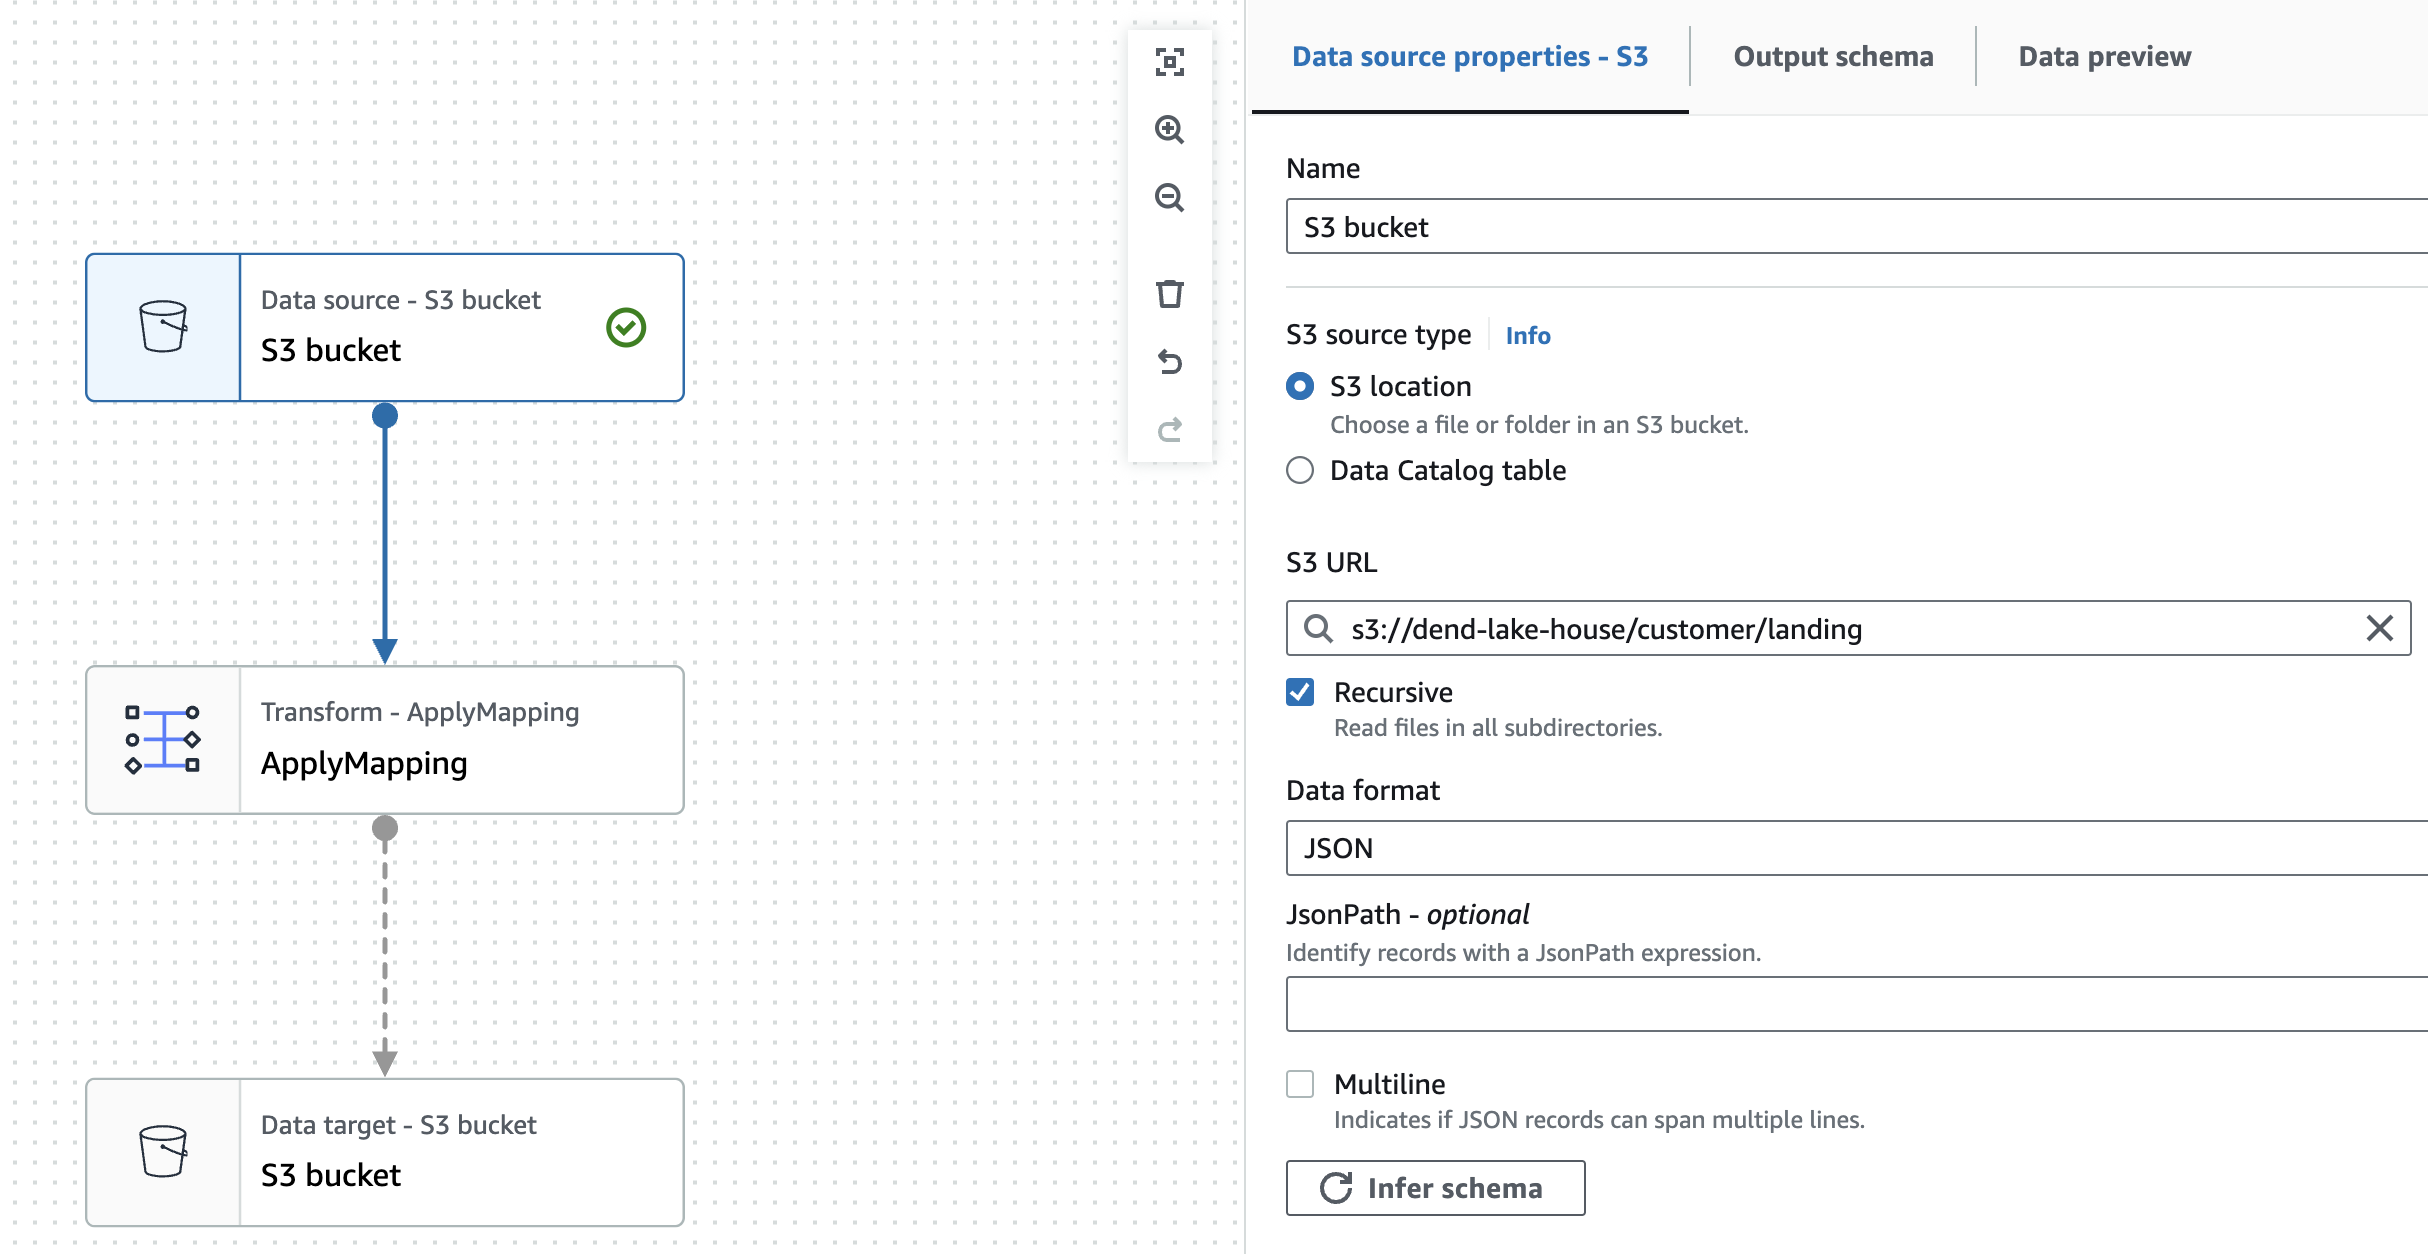 Data source - S3 bucket
S3 bucket
Transform - ApplyMapping
ApplyMapping
Data target - S3 bucket
S3 bucket
Data source properties - S3
Output schema
Data preview
Name
S3 bucket
S3 source type
Info
S3 location
Choose a file or folder in an S3 bucket.
Data Catalog table
S3 URL
s3://dend-lake-house/customer/landing
Recursive
Read files in all subdirectories.
Data format
JSON
JsonPath - optional
Identify records with a JsonPath expression.
Multiline
Indicates if JSON records can span multiple lines.
Infer schema